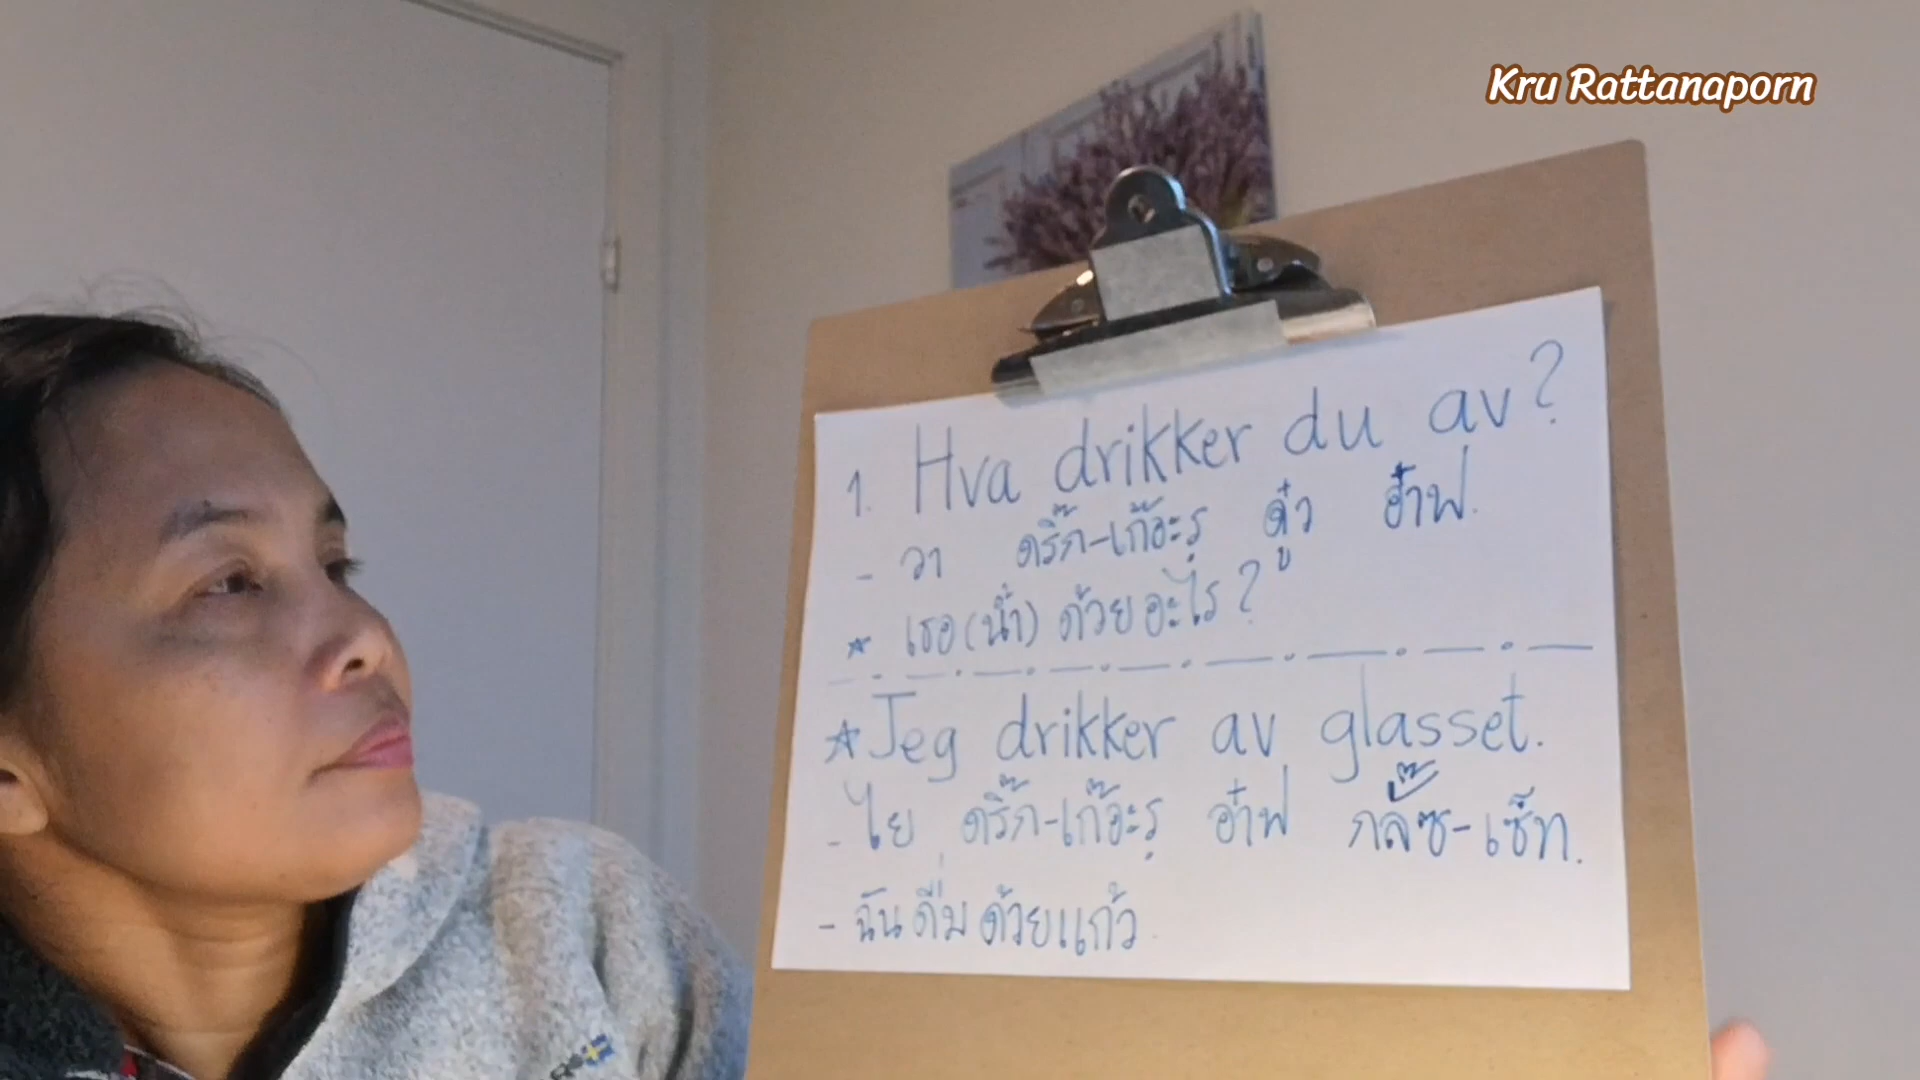 Kru Rattanaporn
1. Hva drikker du av?
- วา ดริ๊ก-เก้อะรฺ ดู๋ว อ๋าฟ.
* เธอ(น้ำ) ด้วยอะไร?
* Jeg drikker av glasset.
- ไย ดริ๊ก-เก๊อะรฺ อ๋าฟ กลั๊ซ-เซ็ท.
- ฉันดื่มด้วยแก้ว